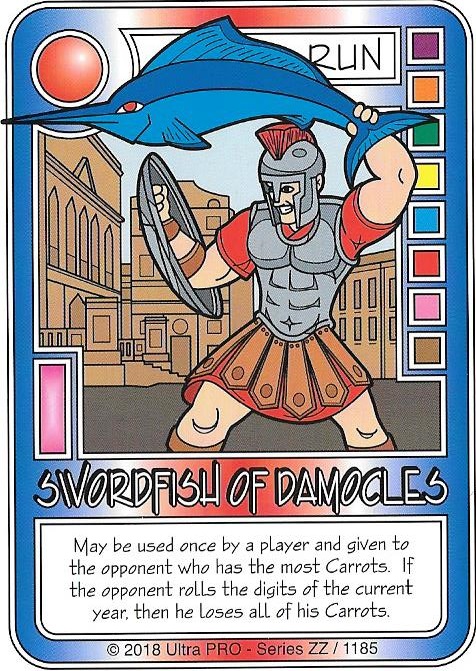 RUN
SWORDFISH OF DAMOCLES
May be used once by a player and given to
the opponent who has the most Carrots. If
the opponent rolls the digits of the current
year, then he loses all of his Carrots.
© 2018 Ultra PRO - Series ZZ / 1185